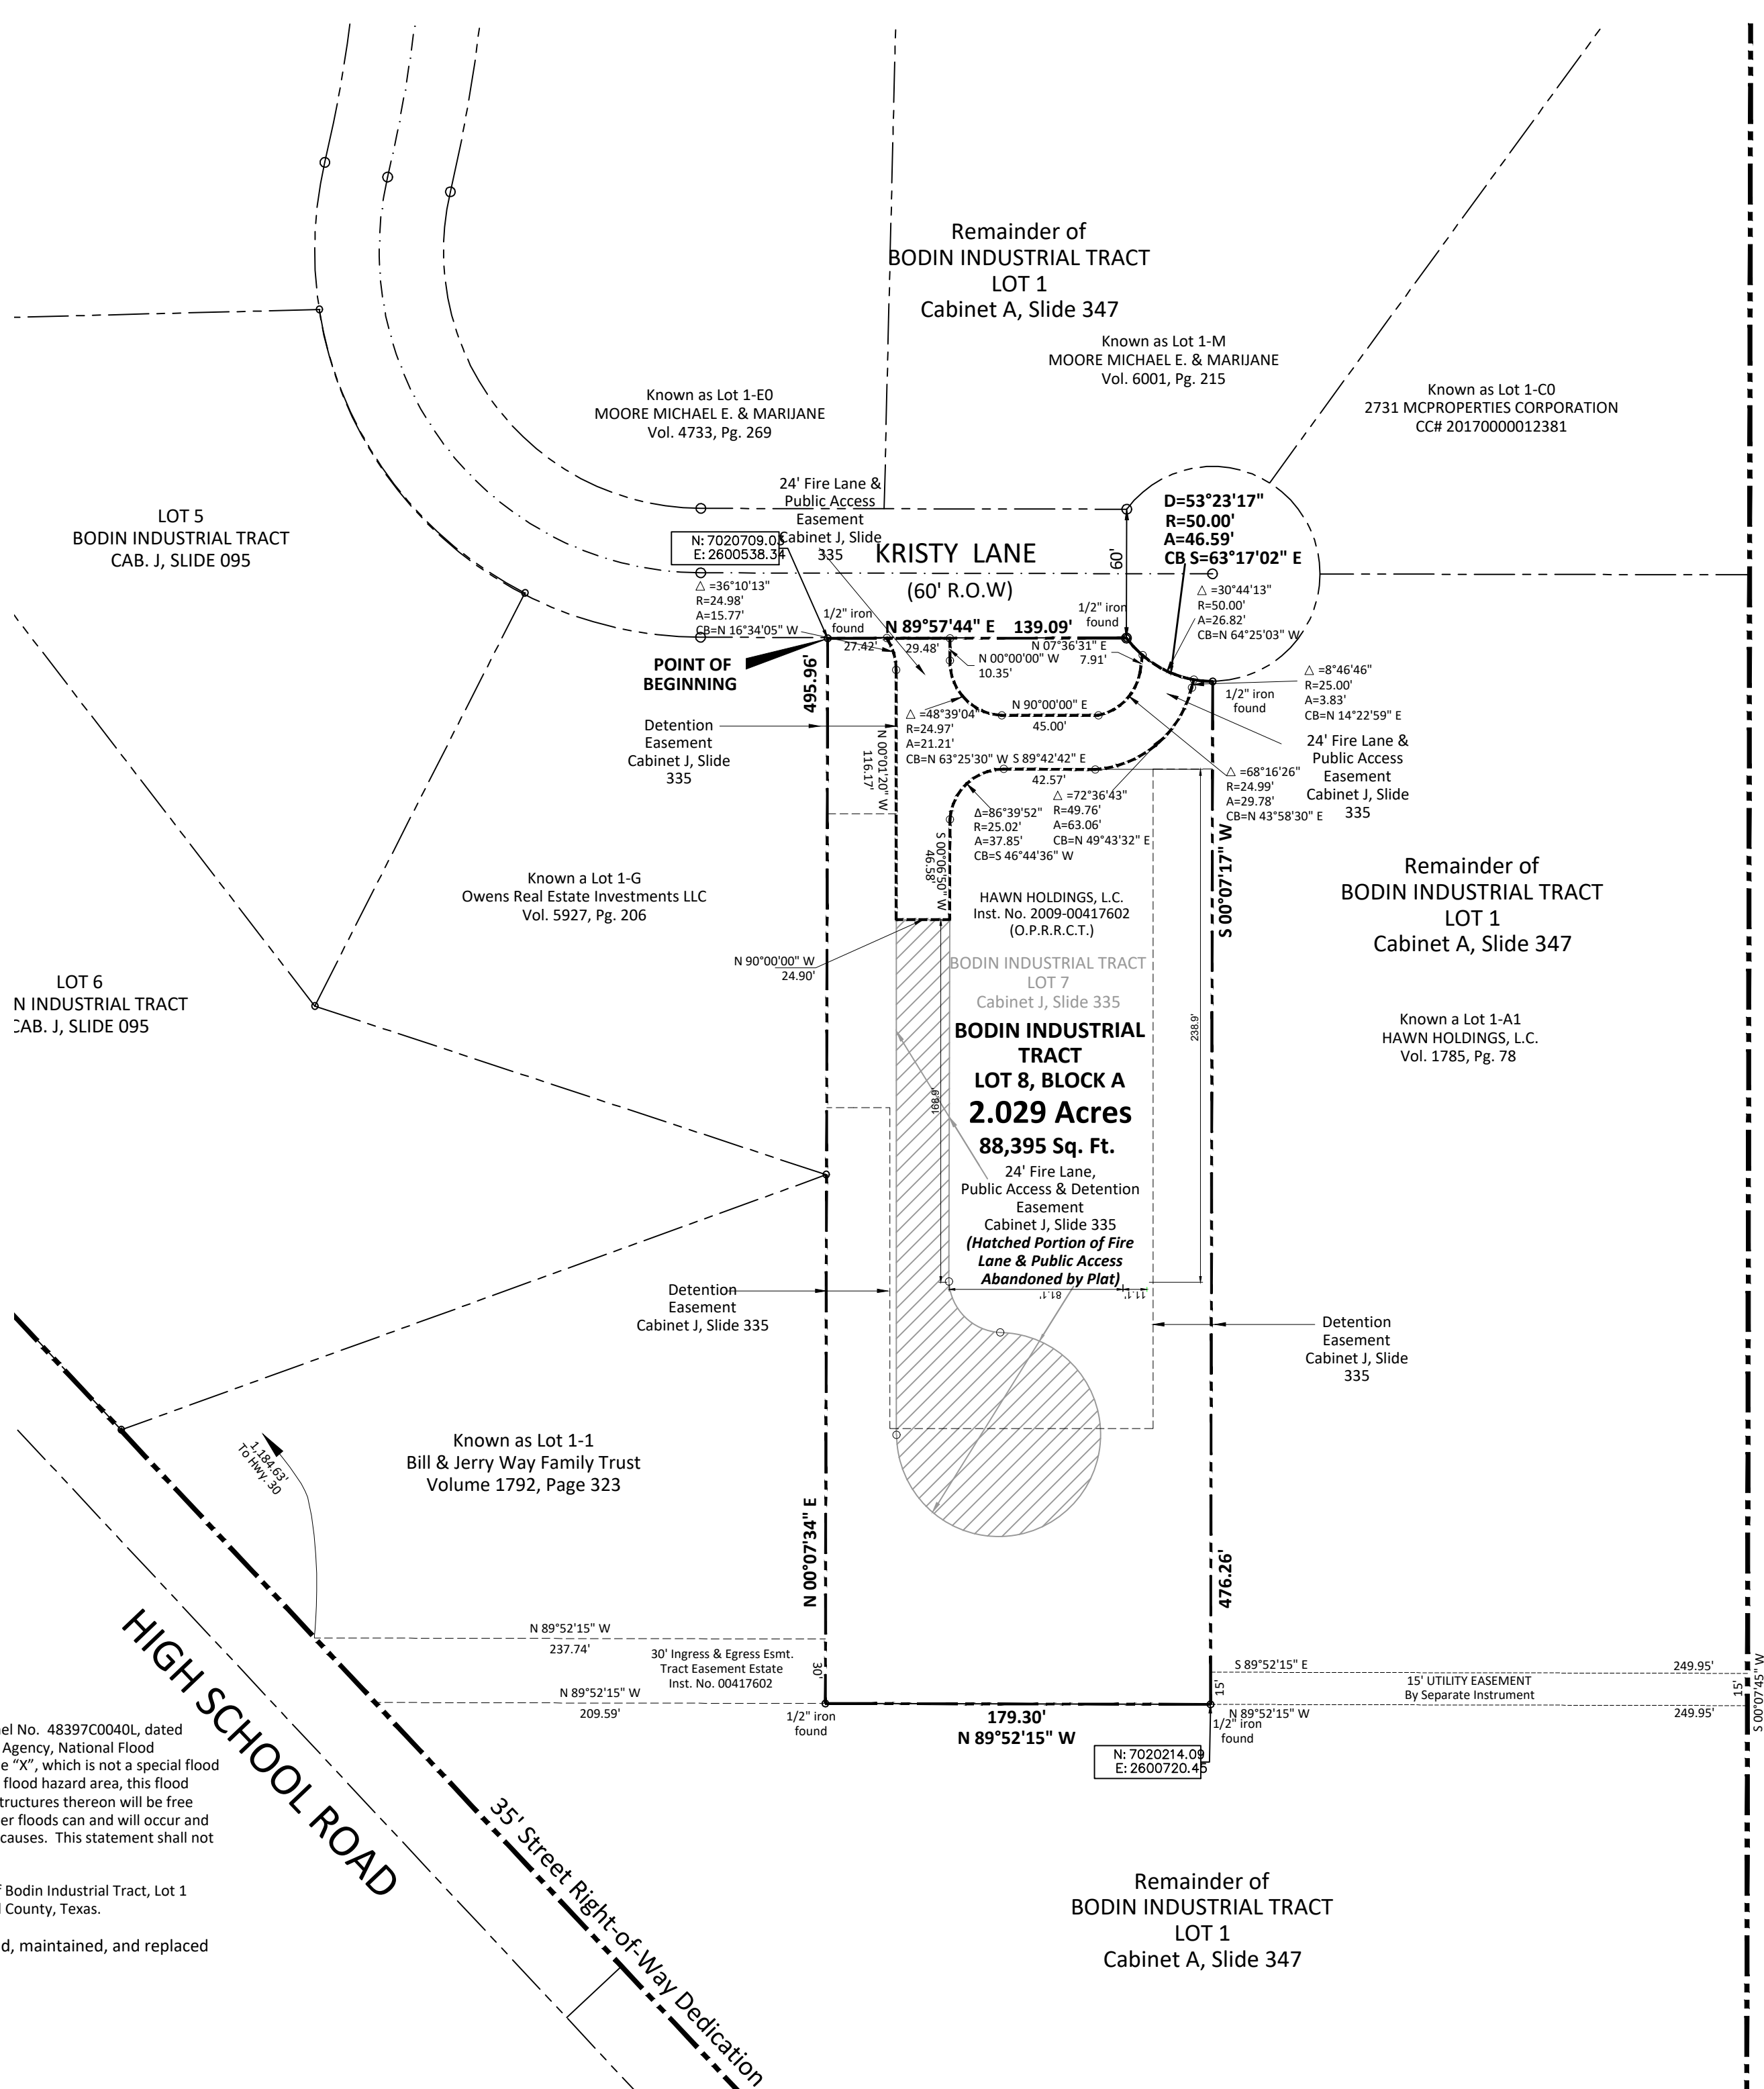 Remainder of
BODIN INDUSTRIAL TRACT
LOT 1
Cabinet A, Slide 347
Known as Lot 1-M
MOORE MICHAEL E. & MARIJANE
Vol. 6001, Pg. 215
Known as Lot 1-E0
MOORE MICHAEL E. & MARIJANE
Vol. 4733, Pg. 269
Known as Lot 1-C0
2731 MCPROPERTIES CORPORATION
CC# 20170000012381
LOT 5
BODIN INDUSTRIAL TRACT
CAB. J, SLIDE 095
24' Fire Lane &
Public Access
Easement
Cabinet J, Slide
335
N: 7020709.03
E: 2600538.34
KRISTY LANE
(60' R.O.W)
60'
D=53°23'17"
R=50.00'
A=46.59'
CB S=63°17'02" E
△ =36°10'13"
R=24.98'
A=15.77'
CB=N 16°34'05" W
1/2" iron
found
N 89°57'44" E 139.09'
1/2" iron
found
△ =30°44'13"
R=50.00'
A=26.82'
CB=N 64°25'03" W
27.42'
29.48'
N 00°00'00" W
10.35'
N 07°36'31" E
7.91'
POINT OF
BEGINNING
495.96'
△ =8°46'46"
R=25.00'
A=3.83'
CB=N 14°22'59" E
1/2" iron
found
N 90°00'00" E
45.00'
Detention
Easement
Cabinet J, Slide
335
△ =48°39'04"
R=24.97'
A=21.21'
CB=N 63°25'30" W
S 89°42'42" E
42.57'
N 00°01'20" W
116.17'
24' Fire Lane &
Public Access
Easement
Cabinet J, Slide
335
△ =68°16'26"
R=24.99'
A=29.78'
CB=N 43°58'30" E
Δ=86°39'52"
R=25.02'
A=37.85'
CB=S 46°44'36" W
△ =72°36'43"
R=49.76'
A=63.06'
CB=N 49°43'32" E
S 00°06'50" W
46.58'
S 00°07'17" W
Known a Lot 1-G
Owens Real Estate Investments LLC
Vol. 5927, Pg. 206
HAWN HOLDINGS, L.C.
Inst. No. 2009-00417602
(O.P.R.R.C.T.)
Remainder of
BODIN INDUSTRIAL TRACT
LOT 1
Cabinet A, Slide 347
N 90°00'00" W
24.90'
BODIN INDUSTRIAL TRACT
LOT 7
Cabinet J, Slide 335
LOT 6
N INDUSTRIAL TRACT
CAB. J, SLIDE 095
BODIN INDUSTRIAL
TRACT
LOT 8, BLOCK A
2.029 Acres
88,395 Sq. Ft.
238.9'
168.9'
Known a Lot 1-A1
HAWN HOLDINGS, L.C.
Vol. 1785, Pg. 78
24' Fire Lane,
Public Access & Detention
Easement
Cabinet J, Slide 335
(Hatched Portion of Fire
Lane & Public Access
Abandoned by Plat)
81.1'
11.1'
Detention
Easement
Cabinet J, Slide 335
Detention
Easement
Cabinet J, Slide
335
1,184.63'
To Hwy. 30
Known as Lot 1-1
Bill & Jerry Way Family Trust
Volume 1792, Page 323
N 00°07'34" E
476.26'
N 89°52'15" W
237.74'
30' Ingress & Egress Esmt.
Tract Easement Estate
Inst. No. 00417602
30'
N 89°52'15" W
209.59'
1/2" iron
found
179.30'
N 89°52'15" W
S 89°52'15" E
249.95'
15'
15' UTILITY EASEMENT
By Separate Instrument
15'
N 89°52'15" W
249.95'
S 00°07'45" W
1/2" iron
found
N: 7020214.09
E: 2600720.45
HIGH SCHOOL ROAD
35' Street Right-of-Way Dedication
el No. 48397C0040L, dated
Agency, National Flood
e “X”, which is not a special flood
flood hazard area, this flood
tructures thereon will be free
er floods can and will occur and
causes. This statement shall not
f Bodin Industrial Tract, Lot 1
County, Texas.
d, maintained, and replaced
Remainder of
BODIN INDUSTRIAL TRACT
LOT 1
Cabinet A, Slide 347